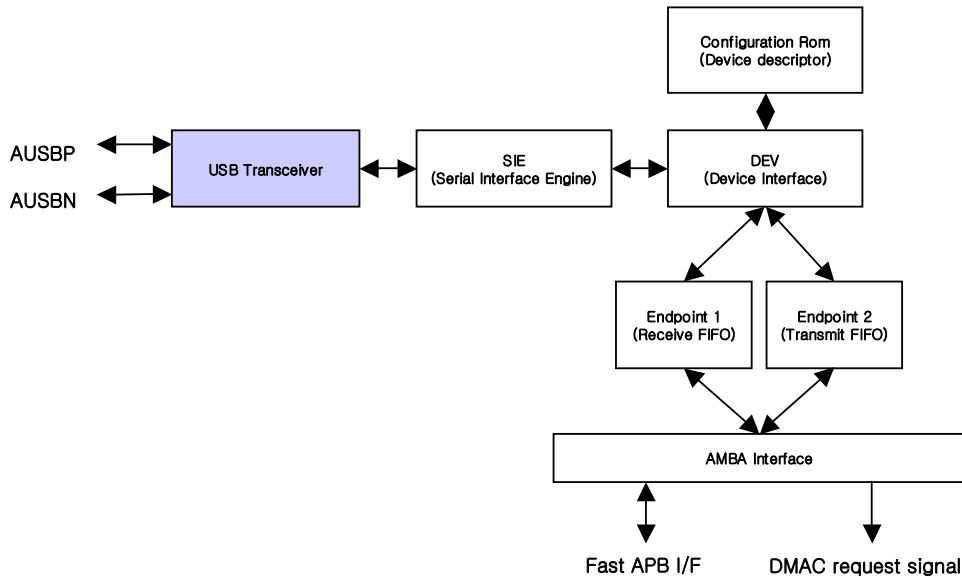 Configuration Rom
(Device descriptor)
AUSBP
AUSBN
USB Transceiver
SIE
(Serial Interface Engine)
DEV
(Device Interface)
Endpoint 1
(Receive FIFO)
Endpoint 2
(Transmit FIFO)
AMBA Interface
Fast APB I/F
DMAC request signal